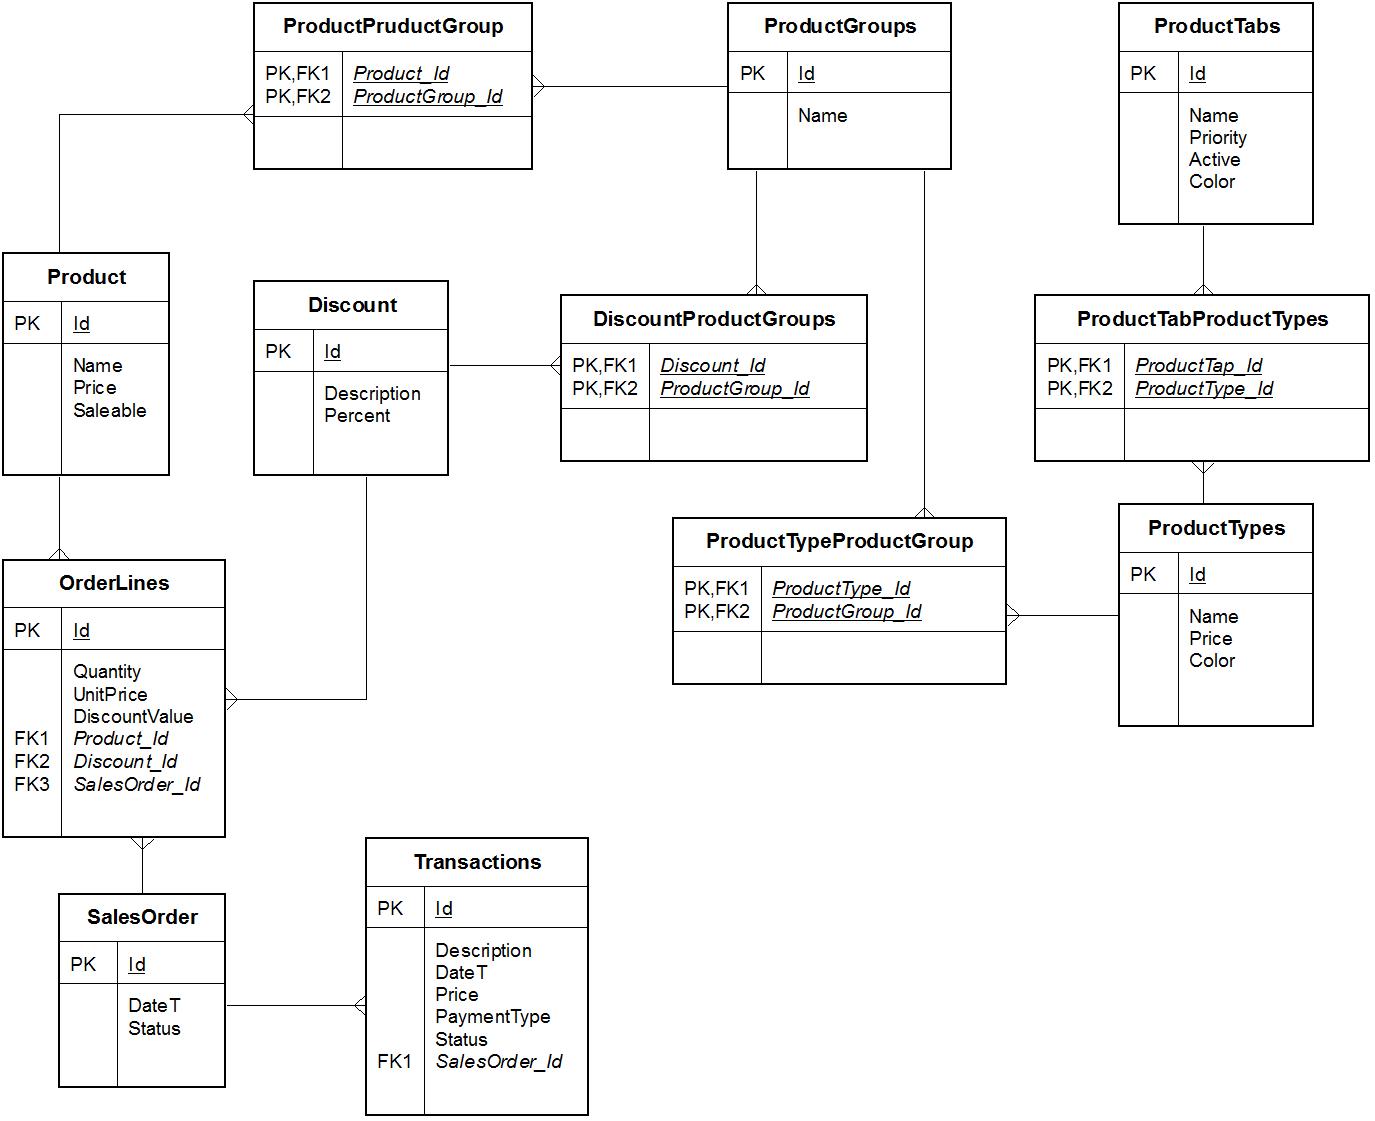 ProductPruductGroup
PK,FK1 Product_Id
PK,FK2 ProductGroup_Id
ProductGroups
PK Id
Name
ProductTabs
PK Id
Name
Priority
Active
Color
Product
PK Id
Name
Price
Saleable
Discount
PK Id
Description
Percent
DiscountProductGroups
PK,FK1 Discount_Id
PK,FK2 ProductGroup_Id
ProductTabProductTypes
PK,FK1 ProductTap_Id
PK,FK2 ProductType_Id
ProductTypeProductGroup
PK,FK1 ProductType_Id
PK,FK2 ProductGroup_Id
ProductTypes
PK Id
Name
Price
Color
OrderLines
PK Id
Quantity
UnitPrice
DiscountValue
FK1 Product_Id
FK2 Discount_Id
FK3 SalesOrder_Id
SalesOrder
PK Id
DateT
Status
Transactions
PK Id
Description
DateT
Price
PaymentType
Status
FK1 SalesOrder_Id